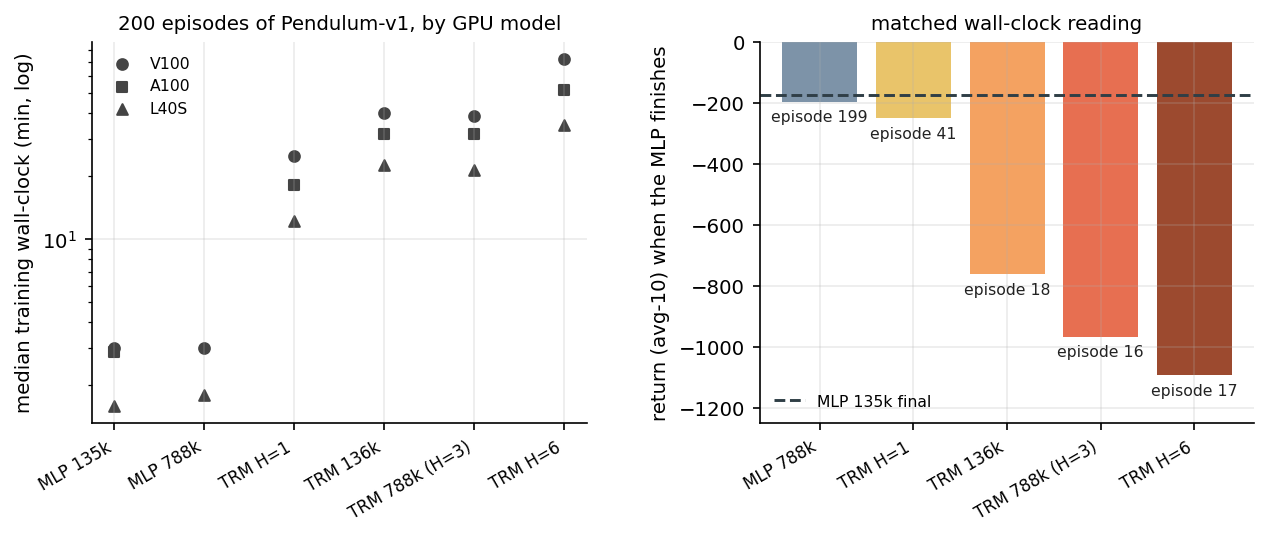 200 episodes of Pendulum-v1, by GPU model
median training wall-clock (min, log)
10¹
V100
A100
L40S
MLP 135k
MLP 788k
TRM H=1
TRM 136k
TRM 788k (H=3)
TRM H=6
matched wall-clock reading
return (avg-10) when the MLP finishes
0
−200
−400
−600
−800
−1000
−1200
episode 199
episode 41
episode 18
episode 16
episode 17
MLP 135k final
MLP 788k
TRM H=1
TRM 136k
TRM 788k (H=3)
TRM H=6